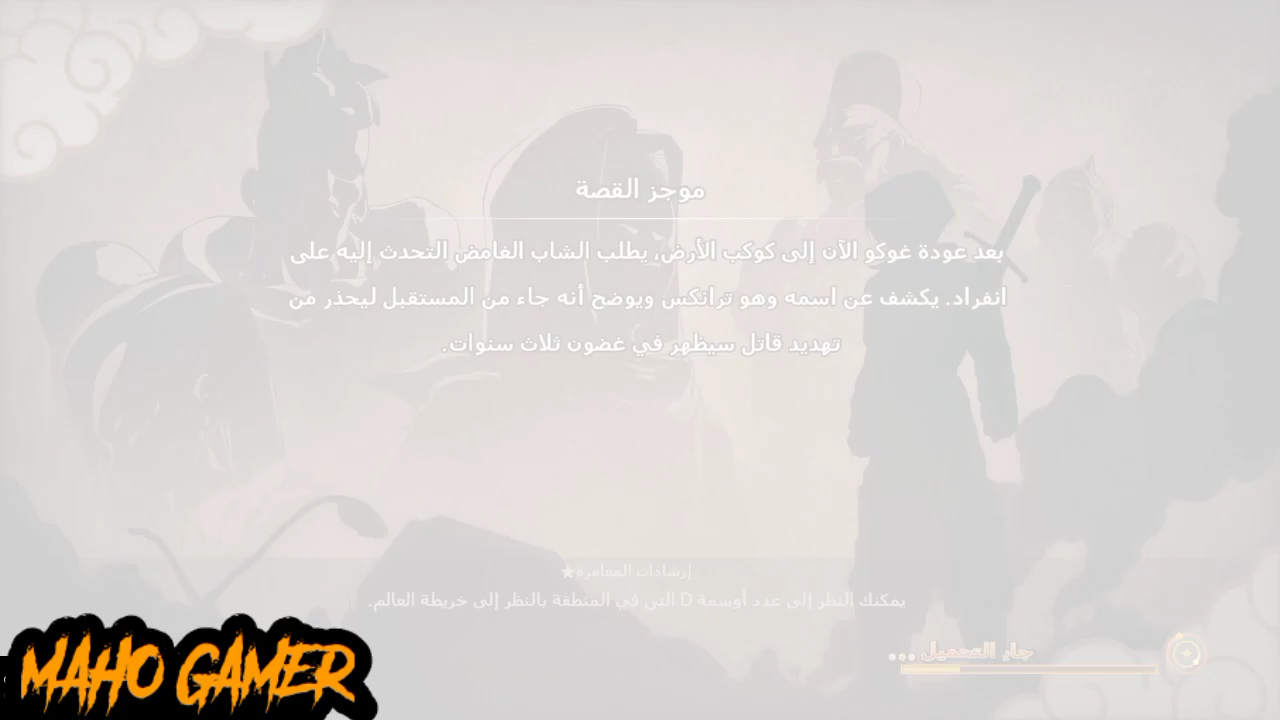 موجز القصة
بعد عودة غوكو الآن إلى كوكب الأرض، يطلب الشاب الغامض التحدث إليه على
انفراد. يكشف عن اسمه وهو ترانكس ويوضح أنه جاء من المستقبل ليحذر من
تهديد قاتل سيظهر في غضون ثلاث سنوات.
إرشادات المغامرة★
يمكنك النظر إلى عدد أوسمة D التي في المنطقة بالنظر إلى خريطة العالم.
جارٍ التحميل ...
MAHO GAMER